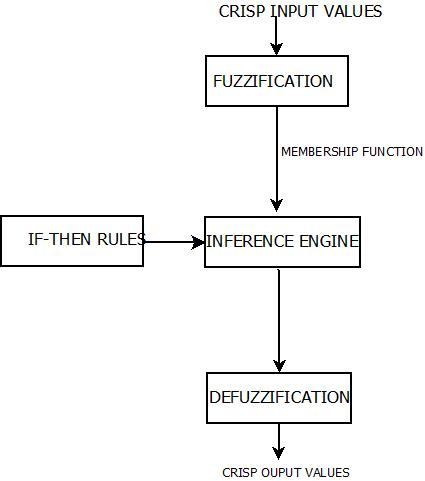 CRISP INPUT VALUES
FUZZIFICATION
MEMBERSHIP FUNCTION
IF-THEN RULES
INFERENCE ENGINE
DEFUZZIFICATION
CRISP OUPUT VALUES